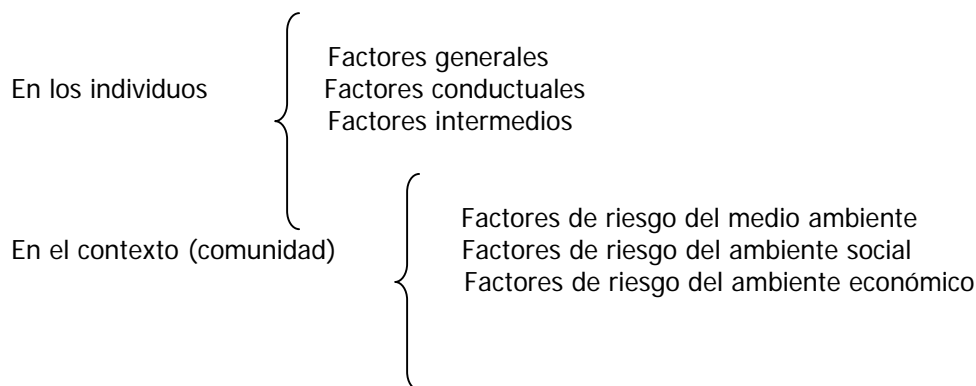 Factores generales
En los individuos Factores conductuales
Factores intermedios
Factores de riesgo del medio ambiente
En el contexto (comunidad) Factores de riesgo del ambiente social
Factores de riesgo del ambiente económico